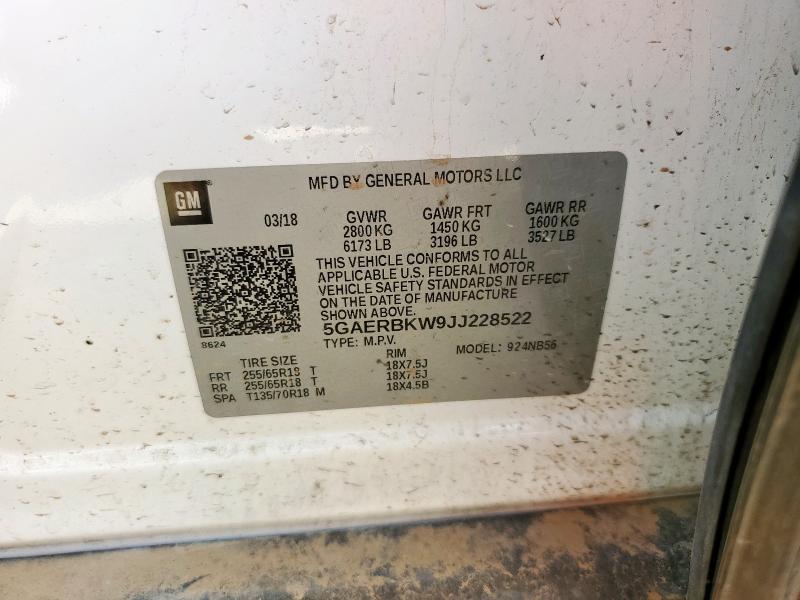 GM
MFD BY GENERAL MOTORS LLC
03/18 GVWR GAWR FRT GAWR RR
2800 KG 1450 KG 1600 KG
6173 LB 3196 LB 3527 LB
THIS VEHICLE CONFORMS TO ALL
APPLICABLE U.S. FEDERAL MOTOR
VEHICLE SAFETY STANDARDS IN EFFECT
ON THE DATE OF MANUFACTURE
SHOWN ABOVE.
5GAERBKW9JJ228522
8624 TYPE: M.P.V. MODEL: 924NB56
TIRE SIZE RIM
FRT 255/65R18 T 18X7.5J
RR 255/65R18 T 18X7.5J
SPA T135/70R18 M 18X4.5B